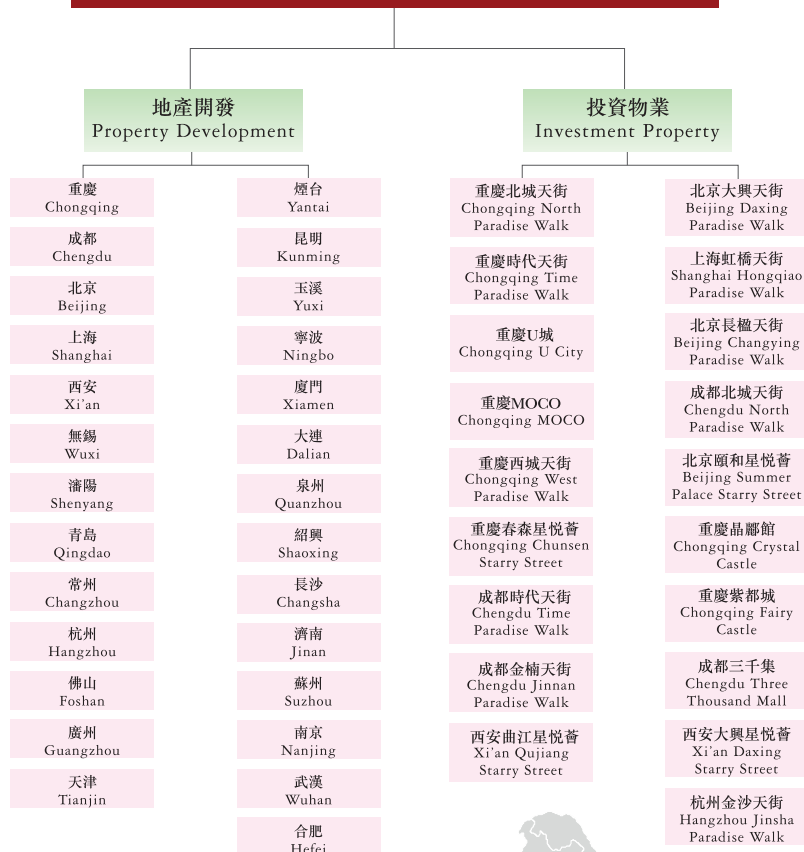 地產開發
Property Development
重慶
Chongqing
成都
Chengdu
北京
Beijing
上海
Shanghai
西安
Xi'an
無錫
Wuxi
瀋陽
Shenyang
青島
Qingdao
常州
Changzhou
杭州
Hangzhou
佛山
Foshan
廣州
Guangzhou
天津
Tianjin
煙台
Yantai
昆明
Kunming
玉溪
Yuxi
寧波
Ningbo
廈門
Xiamen
大連
Dalian
泉州
Quanzhou
紹興
Shaoxing
長沙
Changsha
濟南
Jinan
蘇州
Suzhou
南京
Nanjing
武漢
Wuhan
合肥
Hefei
投資物業
Investment Property
重慶北城天街
Chongqing North
Paradise Walk
重慶時代天街
Chongqing Time
Paradise Walk
重慶U城
Chongqing U City
重慶MOCO
Chongqing MOCO
重慶西城天街
Chongqing West
Paradise Walk
重慶春森星悦薈
Chongqing Chunsen
Starry Street
成都時代天街
Chengdu Time
Paradise Walk
成都金楠天街
Chengdu Jinnan
Paradise Walk
西安曲江星悦薈
Xi'an Qujiang
Starry Street
北京大興天街
Beijing Daxing
Paradise Walk
上海虹橋天街
Shanghai Hongqiao
Paradise Walk
北京長楹天街
Beijing Changying
Paradise Walk
成都北城天街
Chengdu North
Paradise Walk
北京頤和星悦薈
Beijing Summer
Palace Starry Street
重慶晶酈館
Chongqing Crystal
Castle
重慶紫都城
Chongqing Fairy
Castle
成都三千集
Chengdu Three
Thousand Mall
西安大興星悦薈
Xi'an Daxing
Starry Street
杭州金沙天街
Hangzhou Jinsha
Paradise Walk